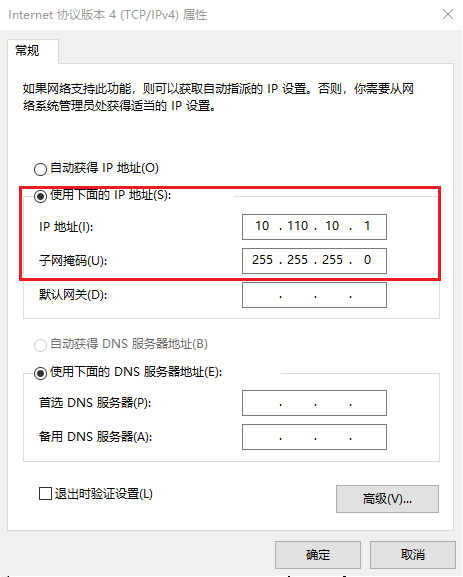 Internet 协议版本 4 (TCP/IPv4) 属性
常规
如果网络支持此功能，则可以获取自动指派的 IP 设置。否则，你需要从网
络系统管理员处获得适当的 IP 设置。
自动获得 IP 地址(O)
使用下面的 IP 地址(S):
IP 地址(I): 10 . 110 . 10 . 1
子网掩码(U): 255 . 255 . 255 . 0
默认网关(D): . . .
自动获得 DNS 服务器地址(B)
使用下面的 DNS 服务器地址(E):
首选 DNS 服务器(P): . . .
备用 DNS 服务器(A): . . .
退出时验证设置(L)
高级(V)...
确定 取消